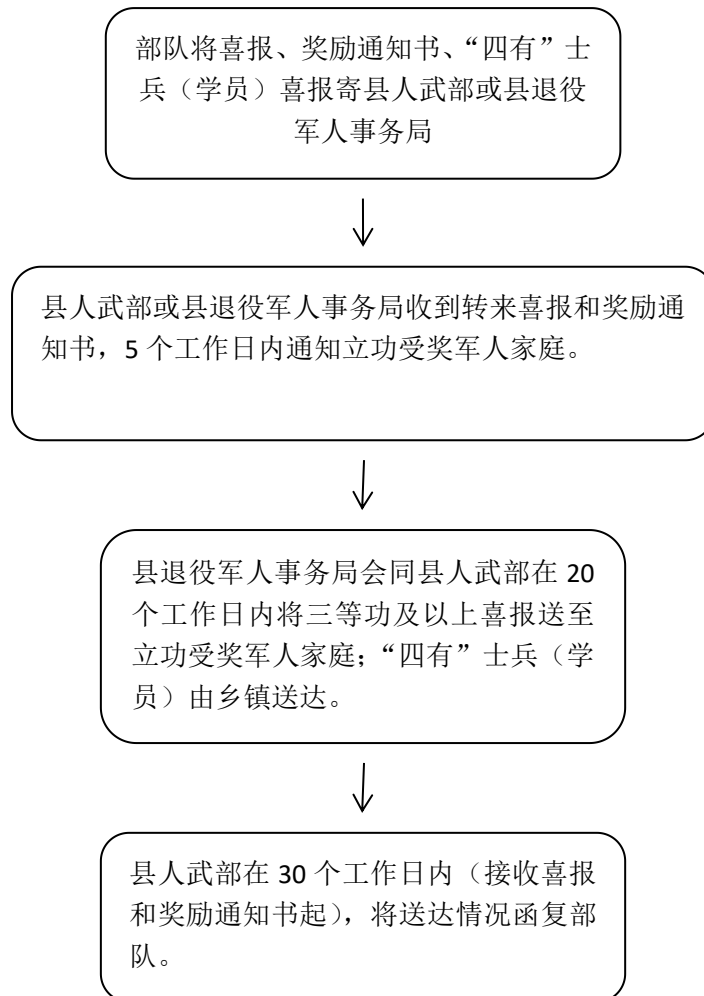 部队将喜报、奖励通知书、“四有”士
兵（学员）喜报寄县人武部或县退役
军人事务局
县人武部或县退役军人事务局收到转来喜报和奖励通
知书，5 个工作日内通知立功受奖军人家庭。
县退役军人事务局会同县人武部在 20
个工作日内将三等功及以上喜报送至
立功受奖军人家庭；“四有”士兵（学
员）由乡镇送达。
县人武部在 30 个工作日内（接收喜报
和奖励通知书起），将送达情况函复部
队。